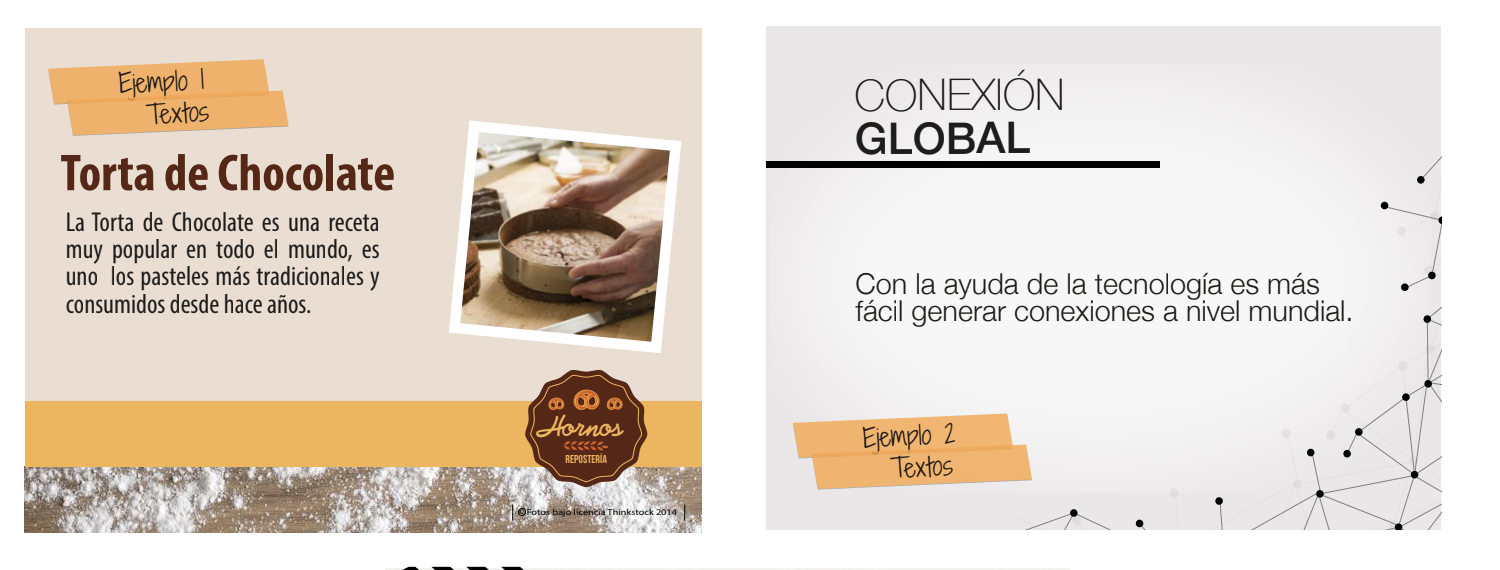 Ejemplo 1
Textos
Torta de Chocolate
La Torta de Chocolate es una receta
muy popular en todo el mundo, es
uno los pasteles más tradicionales y
consumidos desde hace años.
Hornos
REPOSTERÍA
©Fotos bajo licencia Thinkstock 2014
CONEXIÓN
GLOBAL
Con la ayuda de la tecnología es más
fácil generar conexiones a nivel mundial.
Ejemplo 2
Textos